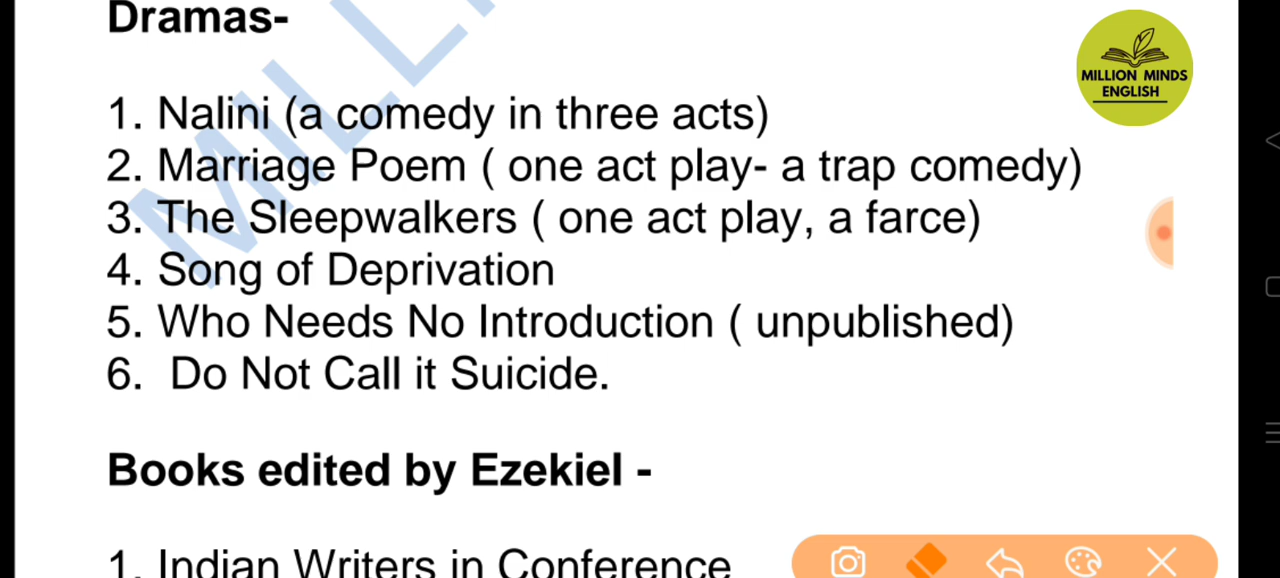 Dramas-
MILLION MINDS
ENGLISH
1. Nalini (a comedy in three acts)
2. Marriage Poem ( one act play- a trap comedy)
3. The Sleepwalkers ( one act play, a farce)
4. Song of Deprivation
5. Who Needs No Introduction ( unpublished)
6. Do Not Call it Suicide.
Books edited by Ezekiel -
1. Indian Writers in Conference